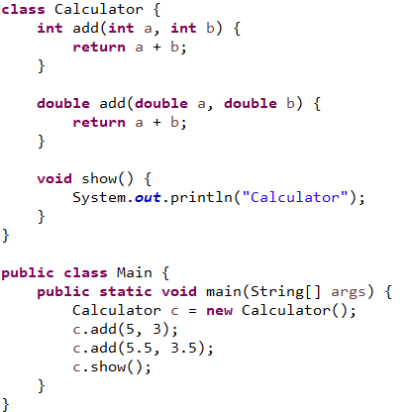 class Calculator {
    int add(int a, int b) {
        return a + b;
    }

    double add(double a, double b) {
        return a + b;
    }

    void show() {
        System.out.println("Calculator");
    }
}

public class Main {
    public static void main(String[] args) {
        Calculator c = new Calculator();
        c.add(5, 3);
        c.add(5.5, 3.5);
        c.show();
    }
}